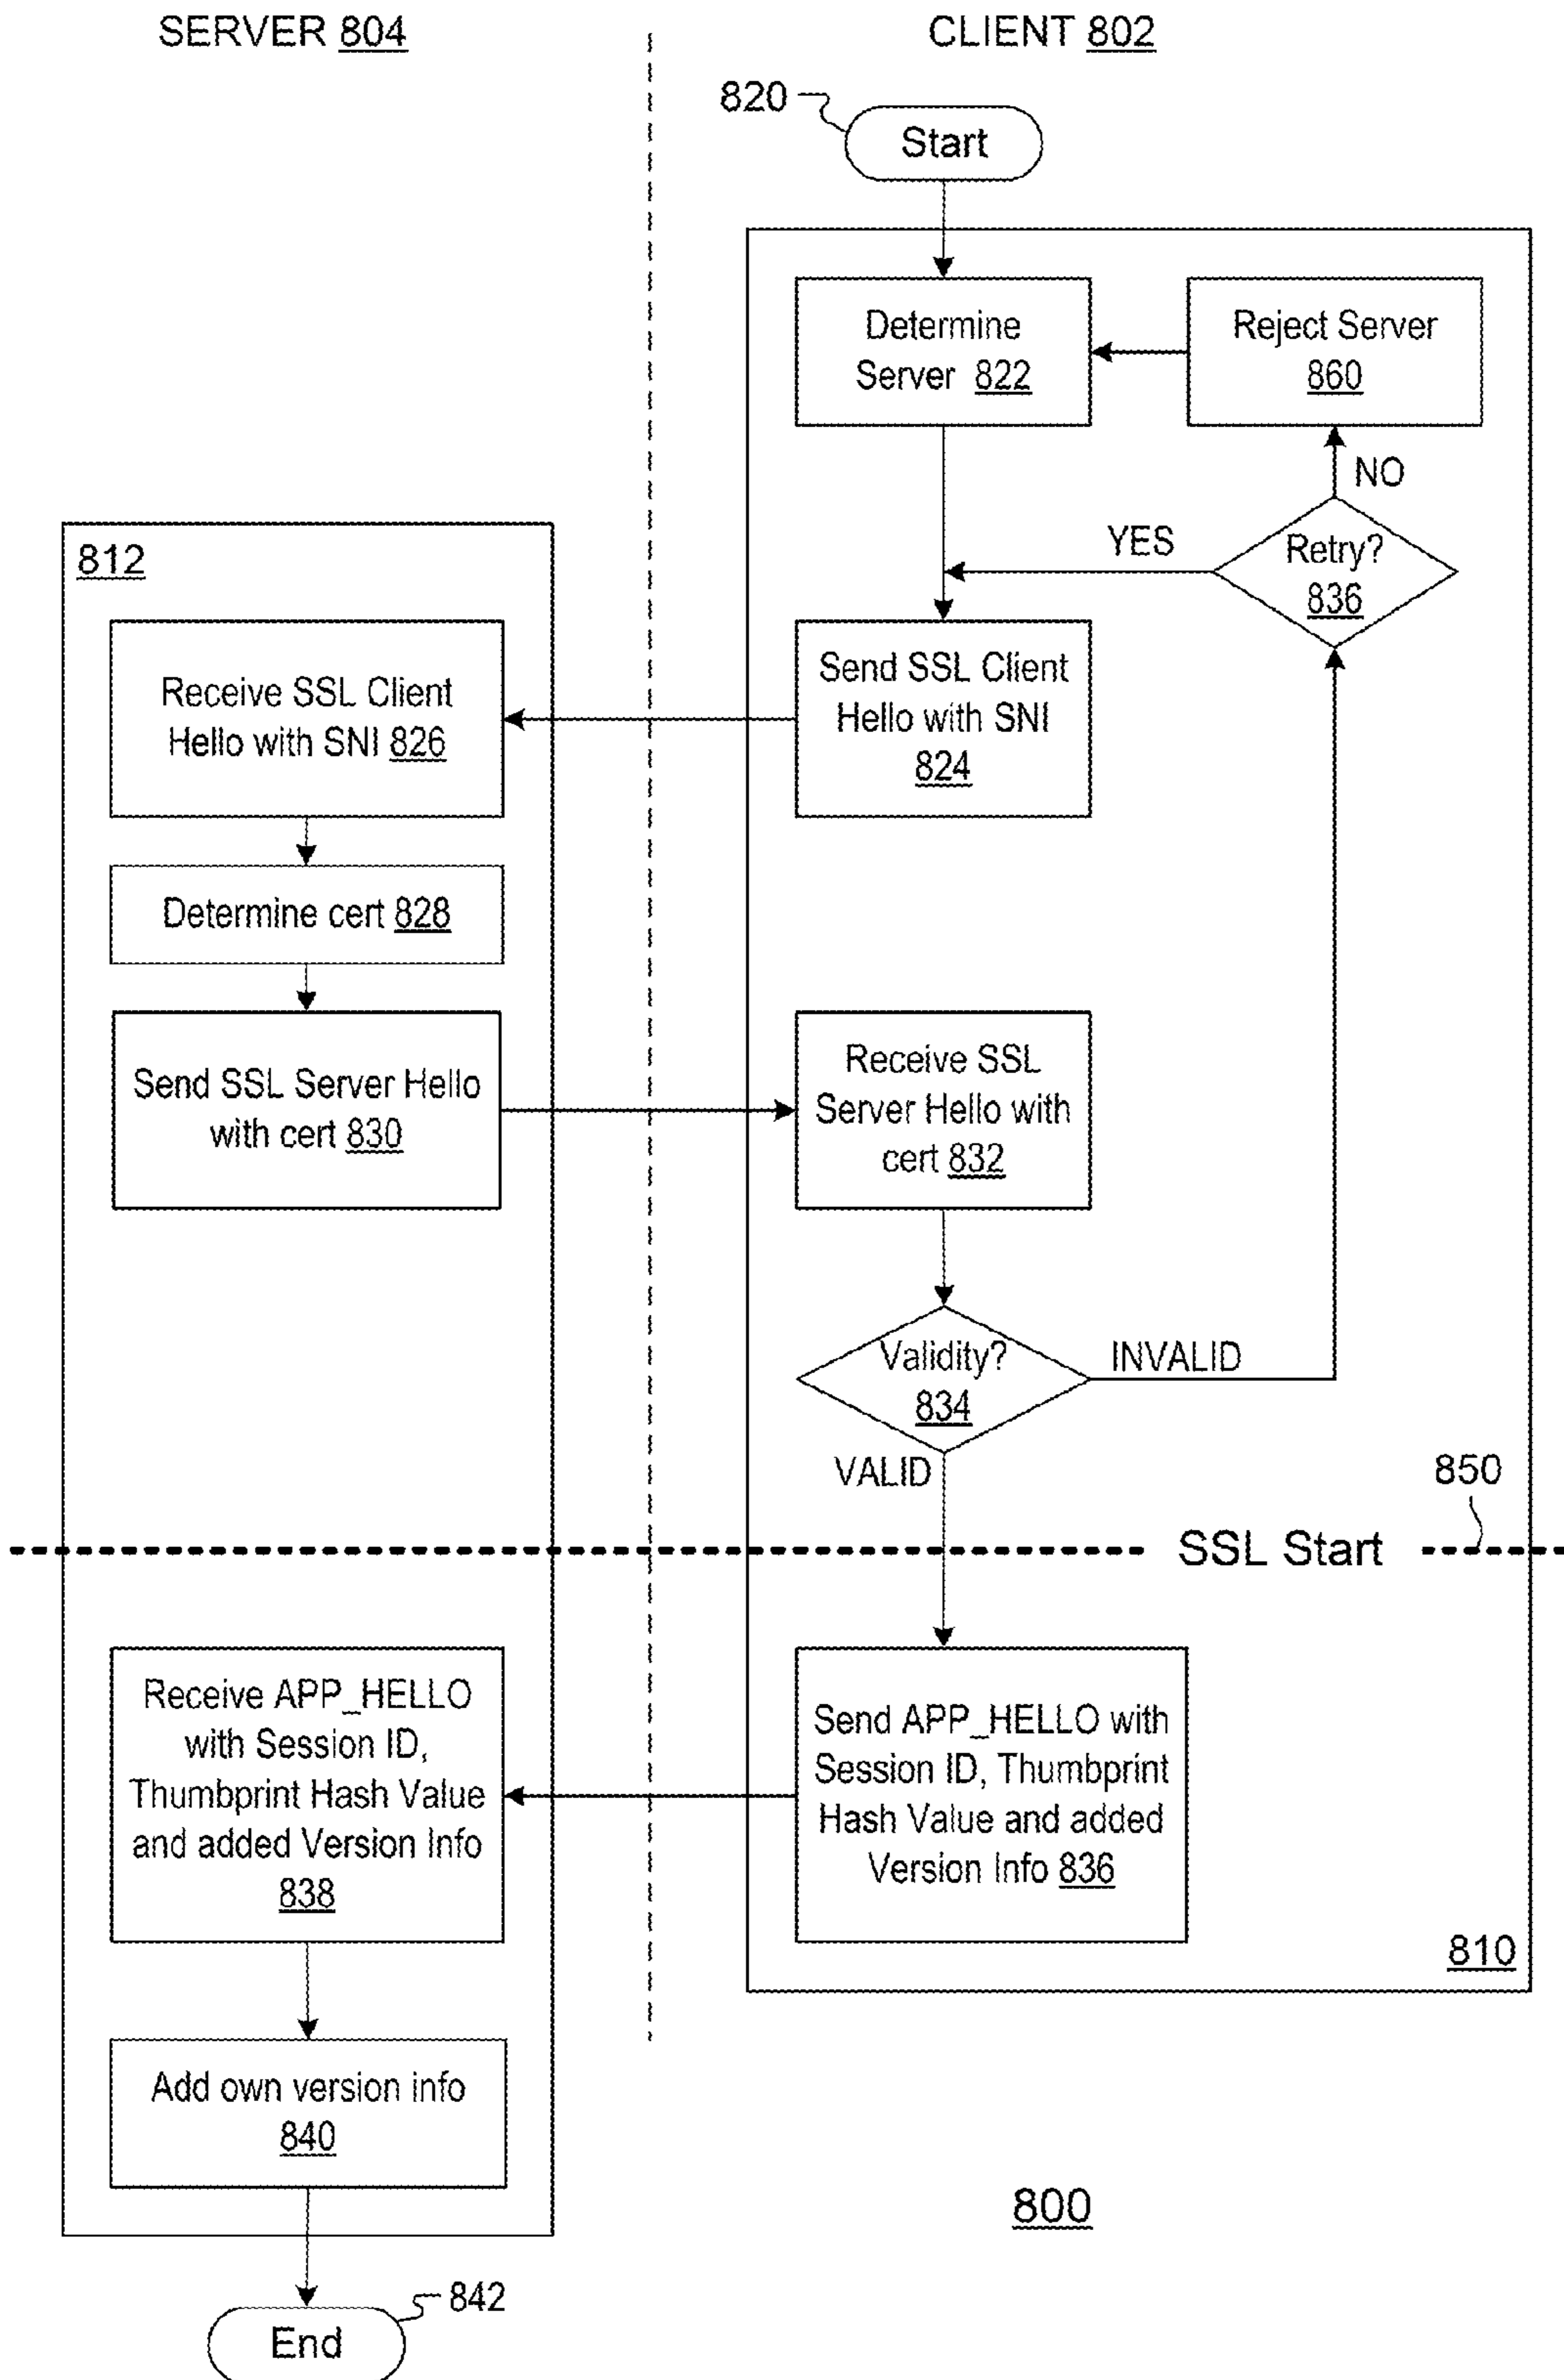 SERVER 804
CLIENT 802
820
Start
Determine
Server 822
Reject Server
860
NO
YES
Retry?
836
812
Receive SSL Client
Hello with SNI 826
Send SSL Client
Hello with SNI
824
Determine cert 828
Send SSL Server Hello
with cert 830
Receive SSL
Server Hello with
cert 832
Validity?
834
INVALID
VALID
850
SSL Start
Receive APP_HELLO
with Session ID,
Thumbprint Hash Value
and added Version Info
838
Send APP_HELLO with
Session ID, Thumbprint
Hash Value and added
Version Info 836
810
Add own version info
840
800
842
End